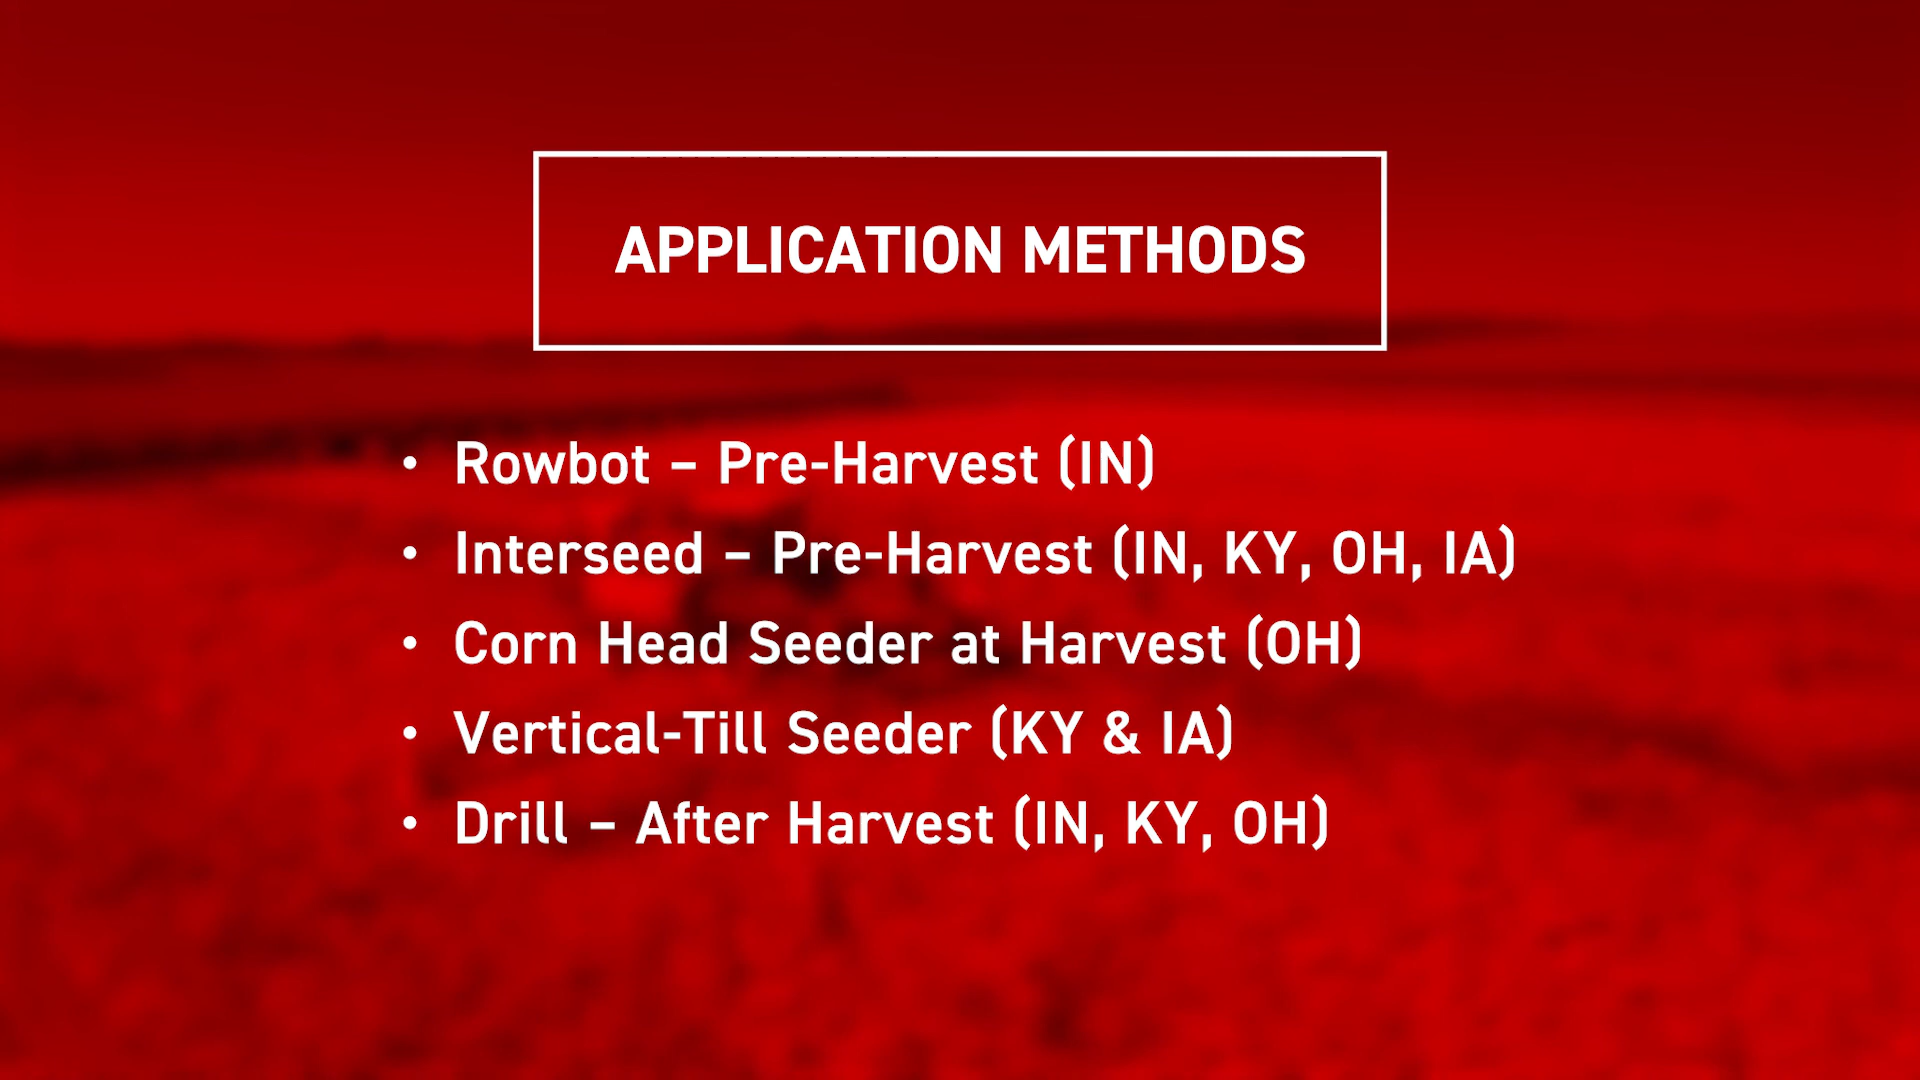 APPLICATION METHODS
• Rowbot – Pre-Harvest (IN)
• Interseed – Pre-Harvest (IN, KY, OH, IA)
• Corn Head Seeder at Harvest (OH)
• Vertical-Till Seeder (KY & IA)
• Drill – After Harvest (IN, KY, OH)